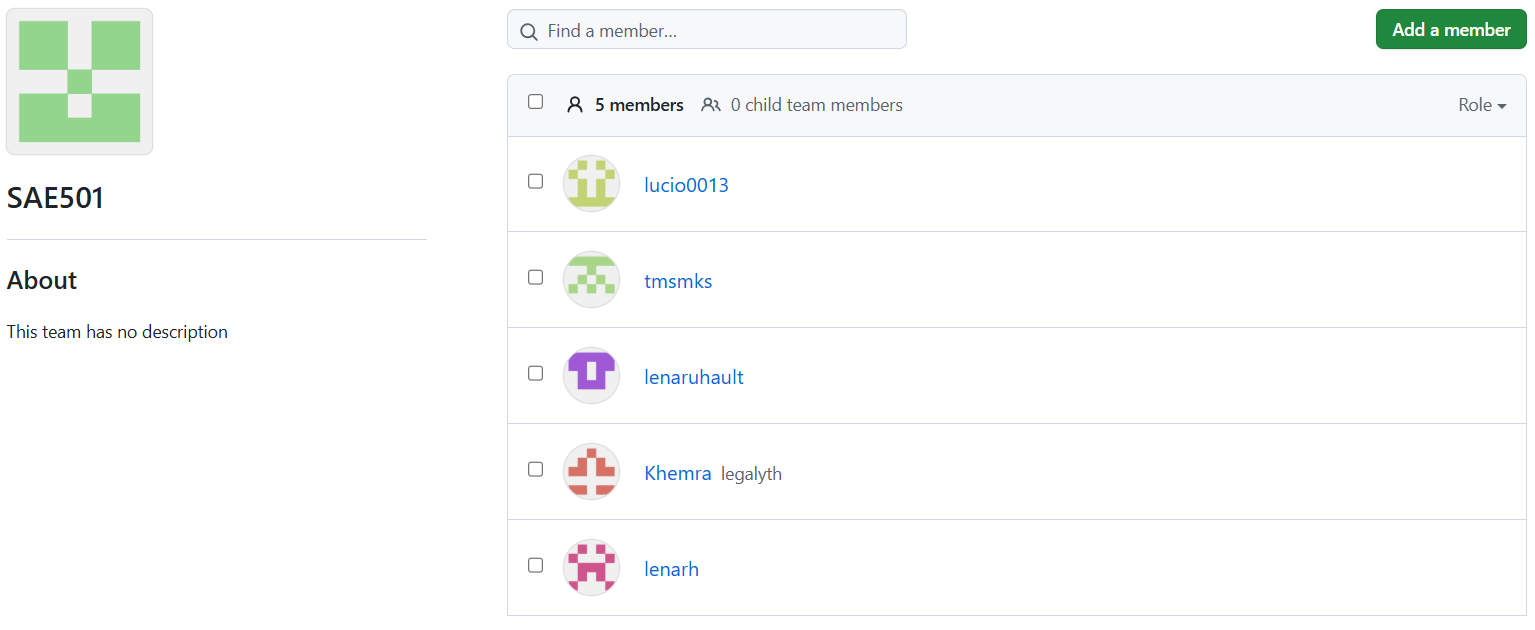 SAE501
About
This team has no description
Find a member...
Add a member
5 members 0 child team members Role
lucio0013
tmsmks
lenaruhault
Khemra legalyth
lenarh